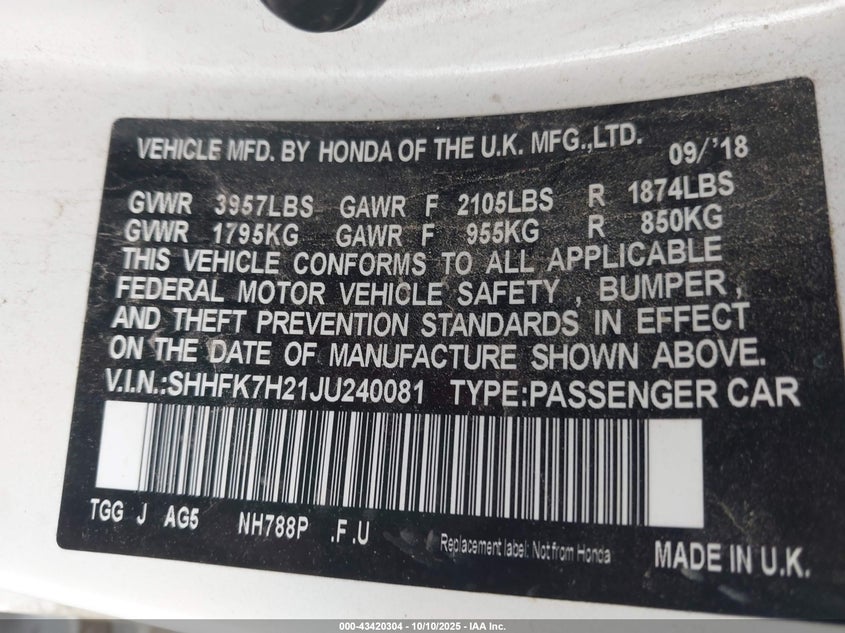 VEHICLE MFD. BY HONDA OF THE U.K. MFG.,LTD. 09/'18
GVWR 3957LBS GAWR F 2105LBS R 1874LBS
GVWR 1795KG GAWR F 955KG R 850KG
THIS VEHICLE CONFORMS TO ALL APPLICABLE
FEDERAL MOTOR VEHICLE SAFETY , BUMPER ,
AND THEFT PREVENTION STANDARDS IN EFFECT
ON THE DATE OF MANUFACTURE SHOWN ABOVE.
V.I.N.:SHHFK7H21JU240081 TYPE:PASSENGER CAR
TGG J AG5 NH788P .F.U Replacement label: Not from Honda MADE IN U.K.
000-43420304 - 10/10/2025 - IAA Inc.